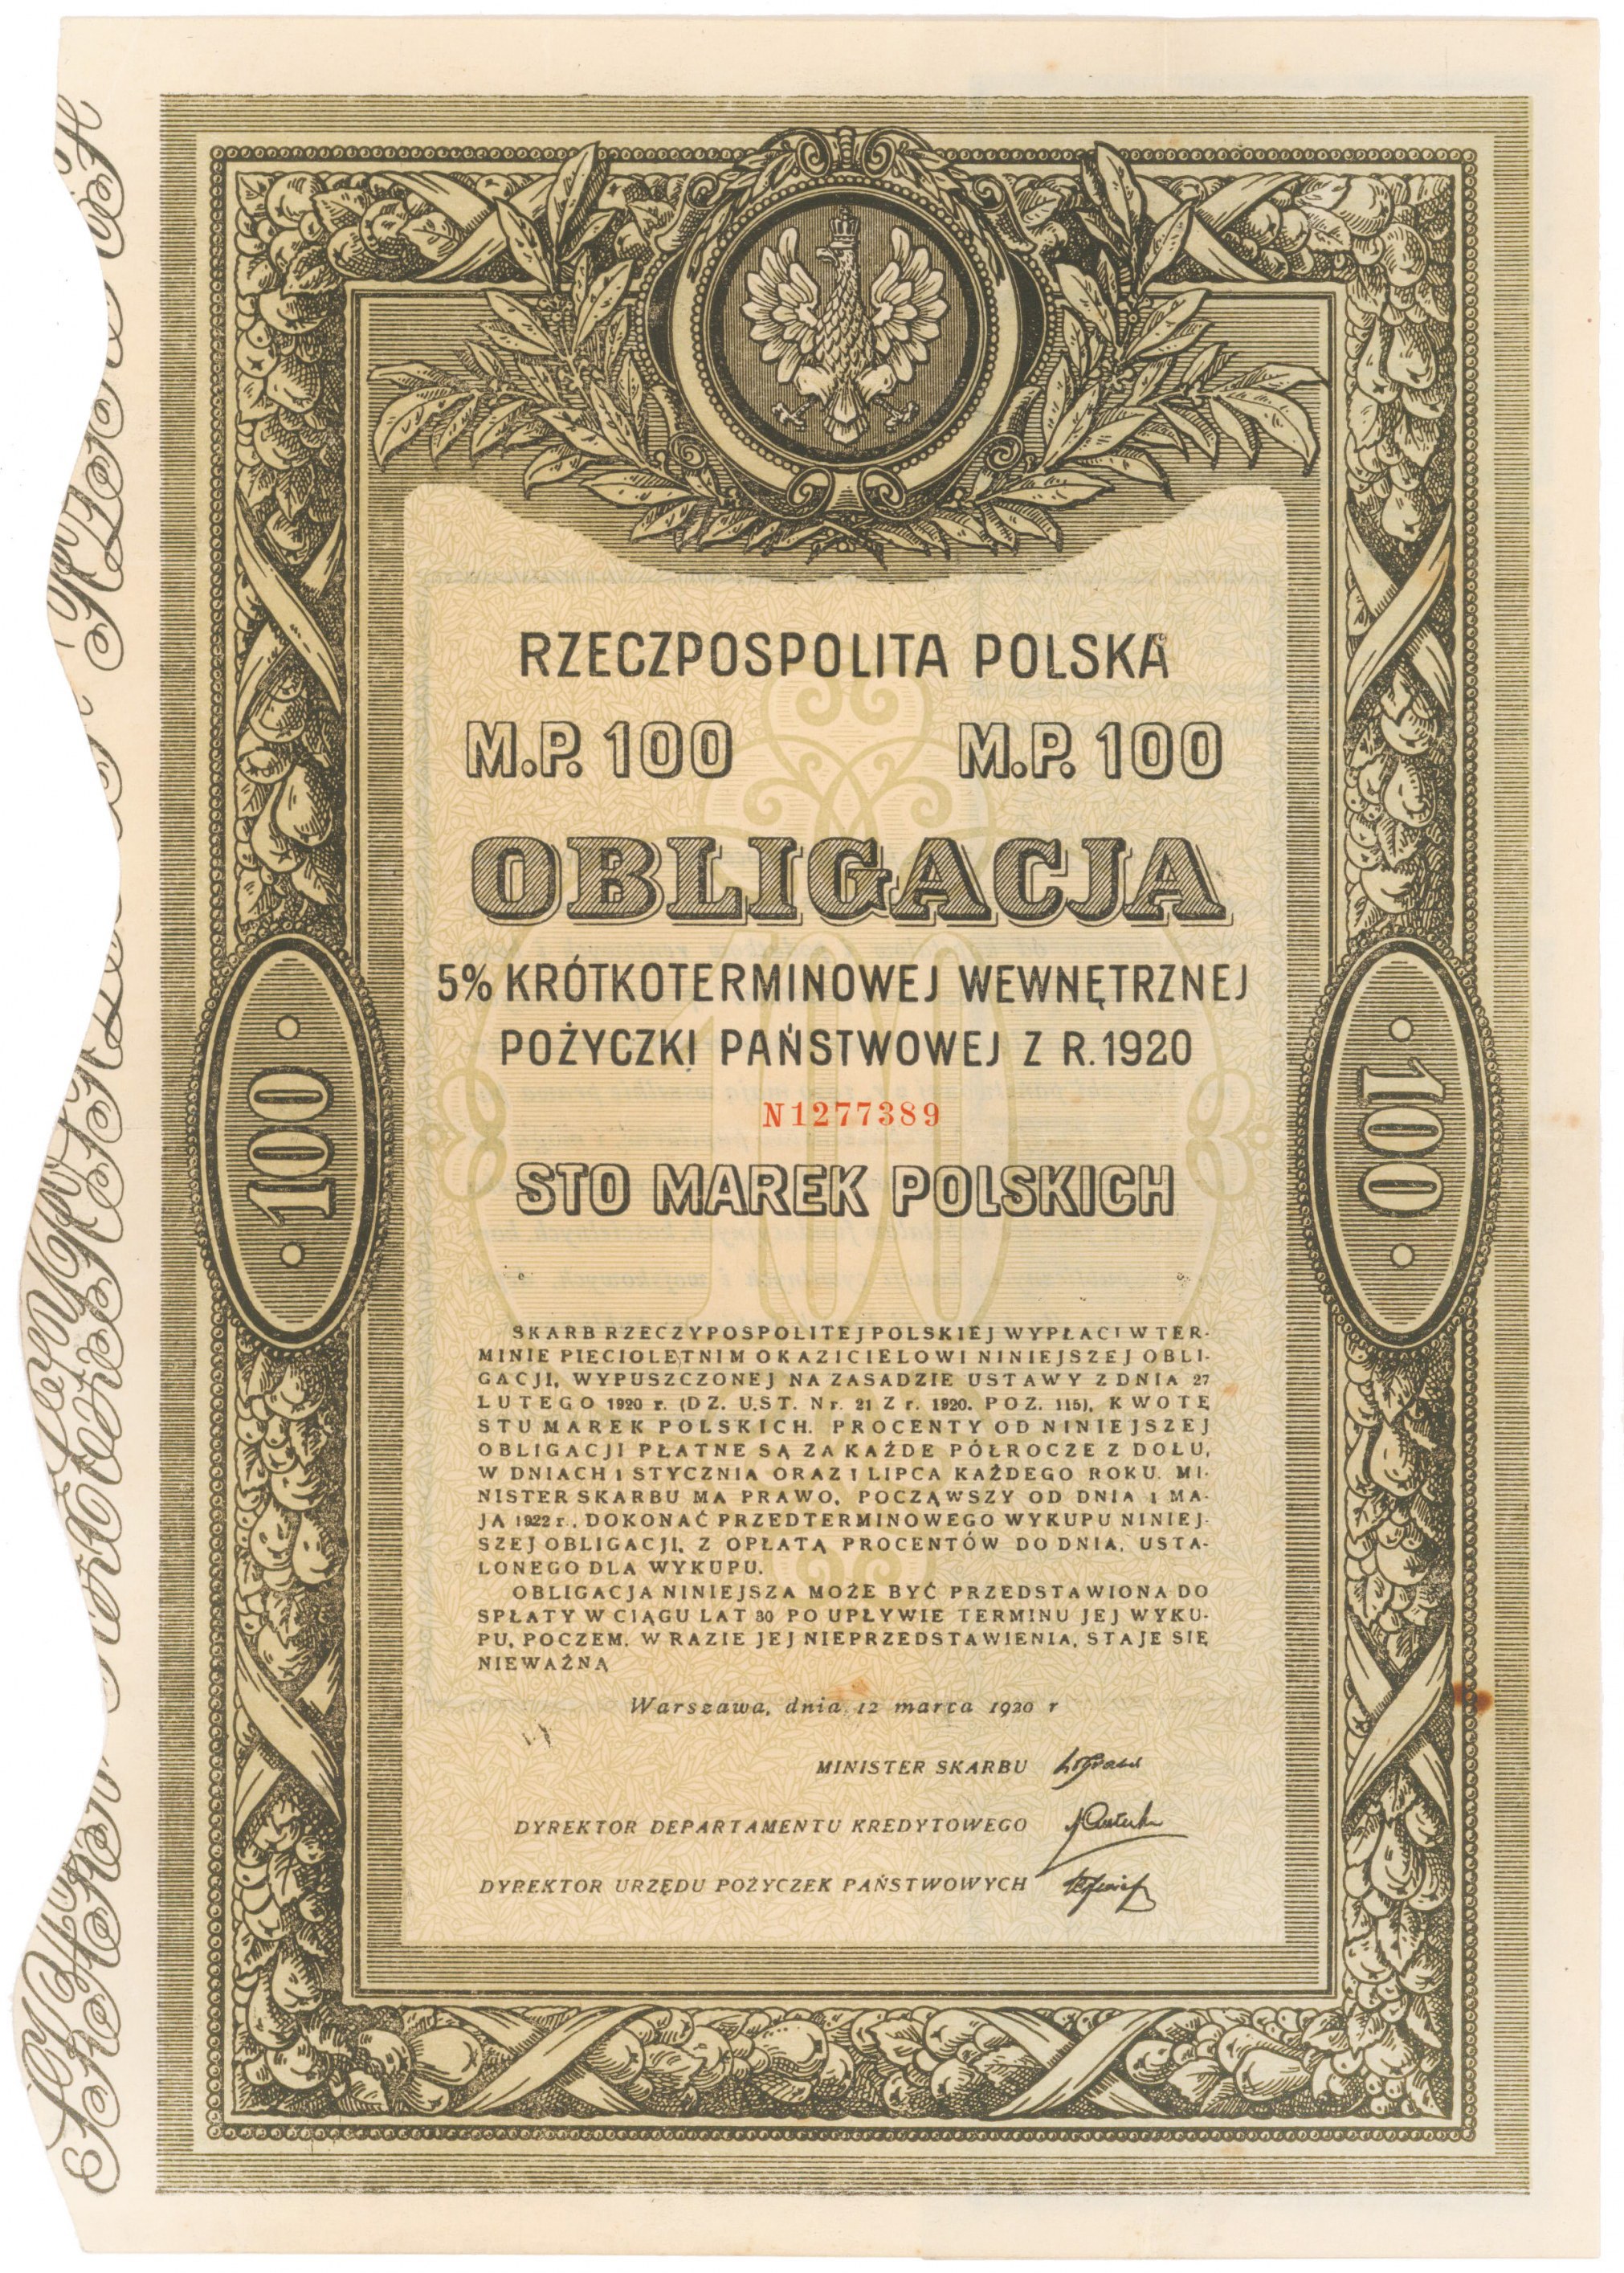 RZECZPOSPOLITA POLSKA
M.P. 100 M.P. 100
OBLIGACJA
5% KRÓTKOTERMINOWEJ WEWNĘTRZNEJ
POŻYCZKI PAŃSTWOWEJ Z R. 1920
N1277389
STO MAREK POLSKICH
· 100 ·
· 100 ·
100
SKARB RZECZYPOSPOLITEJ POLSKIEJ WYPŁACI W TER-
MINIE PIĘCIOLETNIM OKAZICIELOWI NINIEJSZEJ OBLI-
GACJI, WYPUSZCZONEJ NA ZASADZIE USTAWY Z DNIA 27
LUTEGO 1920 r. (DZ. UST. Nr. 21 Z r. 1920. POZ. 115), KWOTĘ
STU MAREK POLSKICH. PROCENTY OD NINIEJSZEJ
OBLIGACJI PŁATNE SĄ ZA KAŻDE PÓŁROCZE Z DOŁU,
W DNIACH 1 STYCZNIA ORAZ 1 LIPCA KAŻDEGO ROKU. MI-
NISTER SKARBU MA PRAWO, POCZĄWSZY OD DNIA 1 MA-
JA 1922 r., DOKONAĆ PRZEDTERMINOWEGO WYKUPU NINIEJ-
SZEJ OBLIGACJI, Z OPŁATĄ PROCENTÓW DO DNIA, USTA-
LONEGO DLA WYKUPU.
OBLIGACJA NINIEJSZA MOŻE BYĆ PRZEDSTAWIONA DO
SPŁATY W CIĄGU LAT 30 PO UPŁYWIE TERMINU JEJ WYKU-
PU, POCZEM, W RAZIE JEJ NIEPRZEDSTAWIENIA, STAJE SIĘ
NIEWAŻNĄ
Warszawa, dnia 12 marca 1920 r
MINISTER SKARBU
DYREKTOR DEPARTAMENTU KREDYTOWEGO
DYREKTOR URZĘDU POŻYCZEK PAŃSTWOWYCH